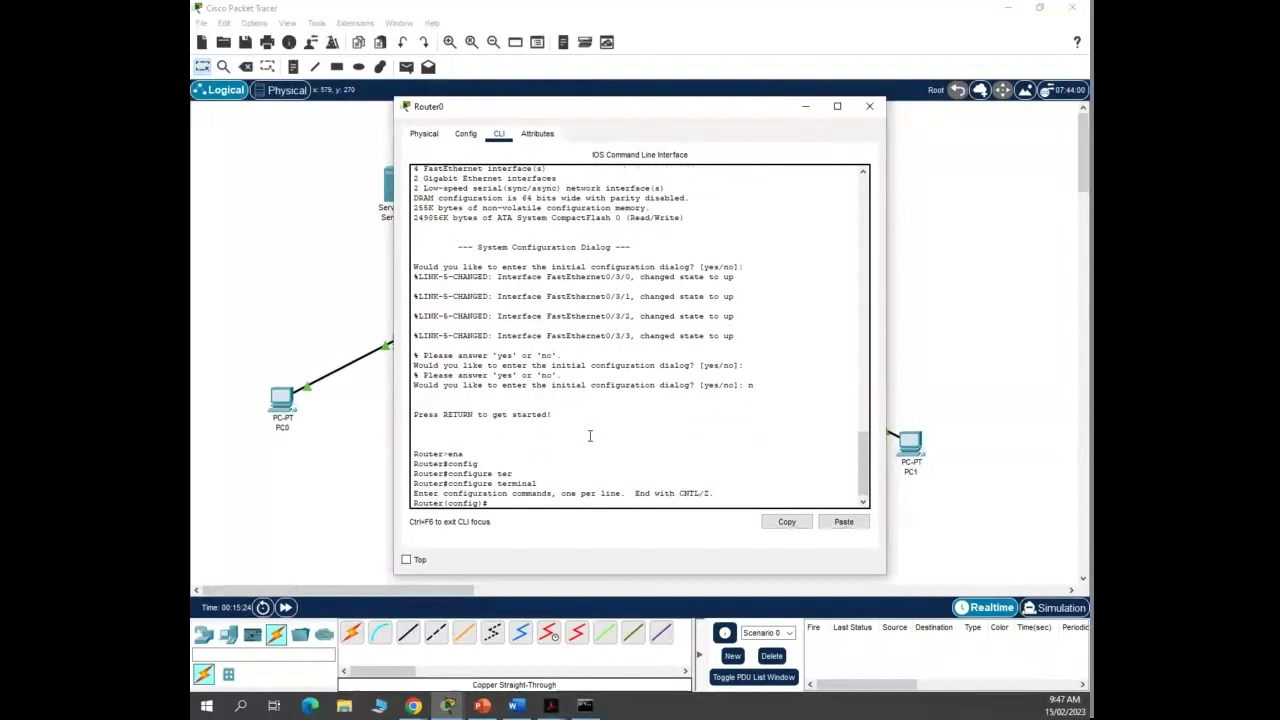 Cisco Packet Tracer
File Edit Options View Tools Extensions Window Help
?
Logical Physical x: 579, y: 270 Root 07:44:00
Router0
Physical Config CLI Attributes
IOS Command Line Interface
4 FastEthernet interface(s)
2 Gigabit Ethernet interfaces
2 Low-speed serial(sync/async) network interface(s)
DRAM configuration is 64 bits wide with parity disabled.
255K bytes of non-volatile configuration memory.
249856K bytes of ATA System CompactFlash 0 (Read/Write)
--- System Configuration Dialog ---
Would you like to enter the initial configuration dialog? [yes/no]:
%LINK-5-CHANGED: Interface FastEthernet0/3/0, changed state to up
%LINK-5-CHANGED: Interface FastEthernet0/3/1, changed state to up
%LINK-5-CHANGED: Interface FastEthernet0/3/2, changed state to up
%LINK-5-CHANGED: Interface FastEthernet0/3/3, changed state to up
% Please answer 'yes' or 'no'.
Would you like to enter the initial configuration dialog? [yes/no]:
% Please answer 'yes' or 'no'.
Would you like to enter the initial configuration dialog? [yes/no]: n
Press RETURN to get started!
Router>ena
Router#config
Router#configure ter
Router#configure terminal
Enter configuration commands, one per line. End with CNTL/Z.
Router(config)#
Ctrl+F6 to exit CLI focus
Copy Paste
Top
Serv
Ser
PC-PT
PC0
PC-PT
PC1
Time: 00:15:24 Realtime Simulation
Scenario 0
New Delete
Toggle PDU List Window
Fire Last Status Source Destination Type Color Time(sec) Periodic
Copper Straight-Through
9:47 AM
15/02/2023